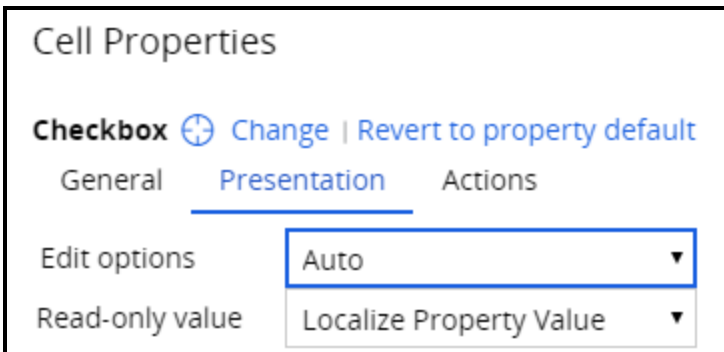 Cell Properties
Checkbox Change | Revert to property default
General Presentation Actions
Edit options Auto
Read-only value Localize Property Value